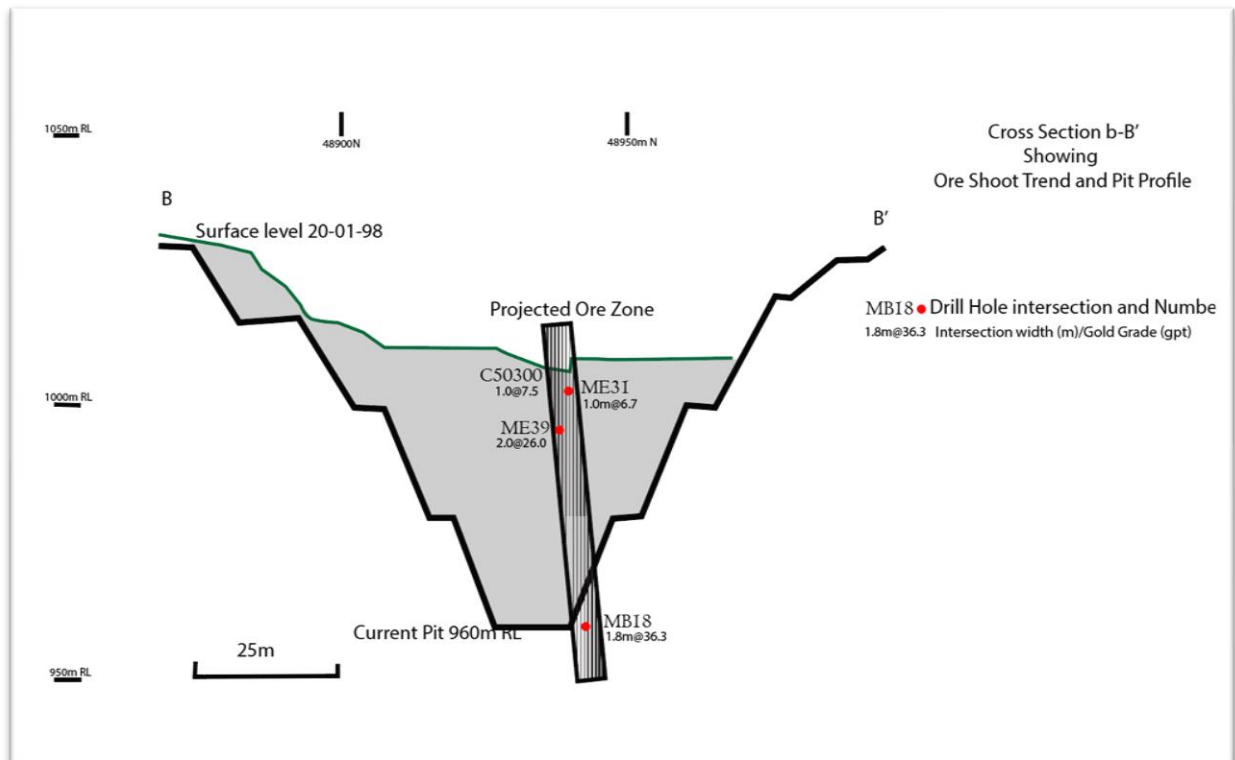 1050m RL
48900N
48950m N
Cross Section b-B'
Showing
Ore Shoot Trend and Pit Profile
B
Surface level 20-01-98
B'
Projected Ore Zone
MB18 Drill Hole intersection and Numbe
1.8m@36.3 Intersection width (m)/Gold Grade (gpt)
C50300
1.0@7.5
ME31
1.0m@6.7
1000m RL
ME39
2.0@26.0
MB18
1.8m@36.3
Current Pit 960m RL
25m
950m RL